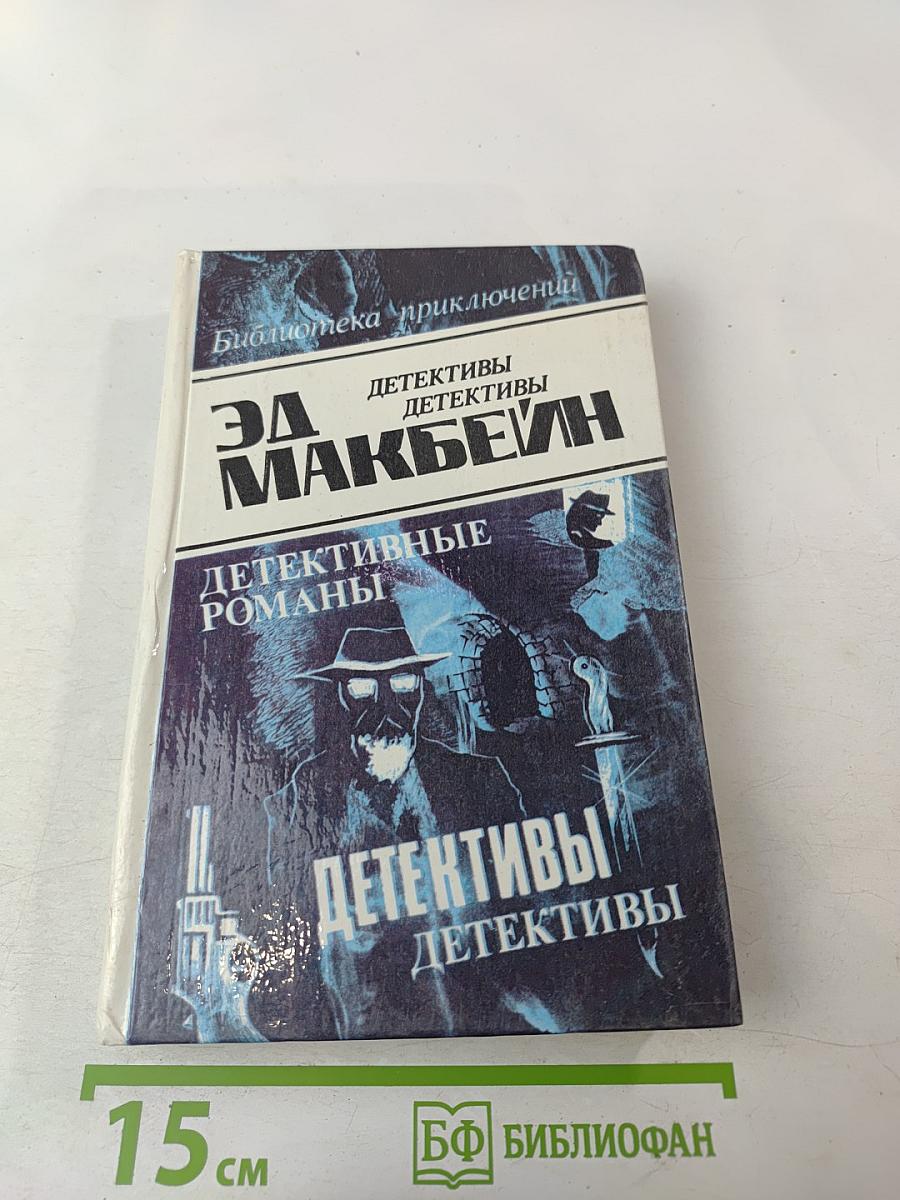 Библиотека приключений
ДЕТЕКТИВЫ
ДЕТЕКТИВЫ
ЭД
МАКБЕЙН
ДЕТЕКТИВНЫЕ
РОМАНЫ
ДЕТЕКТИВЫ
ДЕТЕКТИВЫ
15 см
БФ БИБЛИОФАН